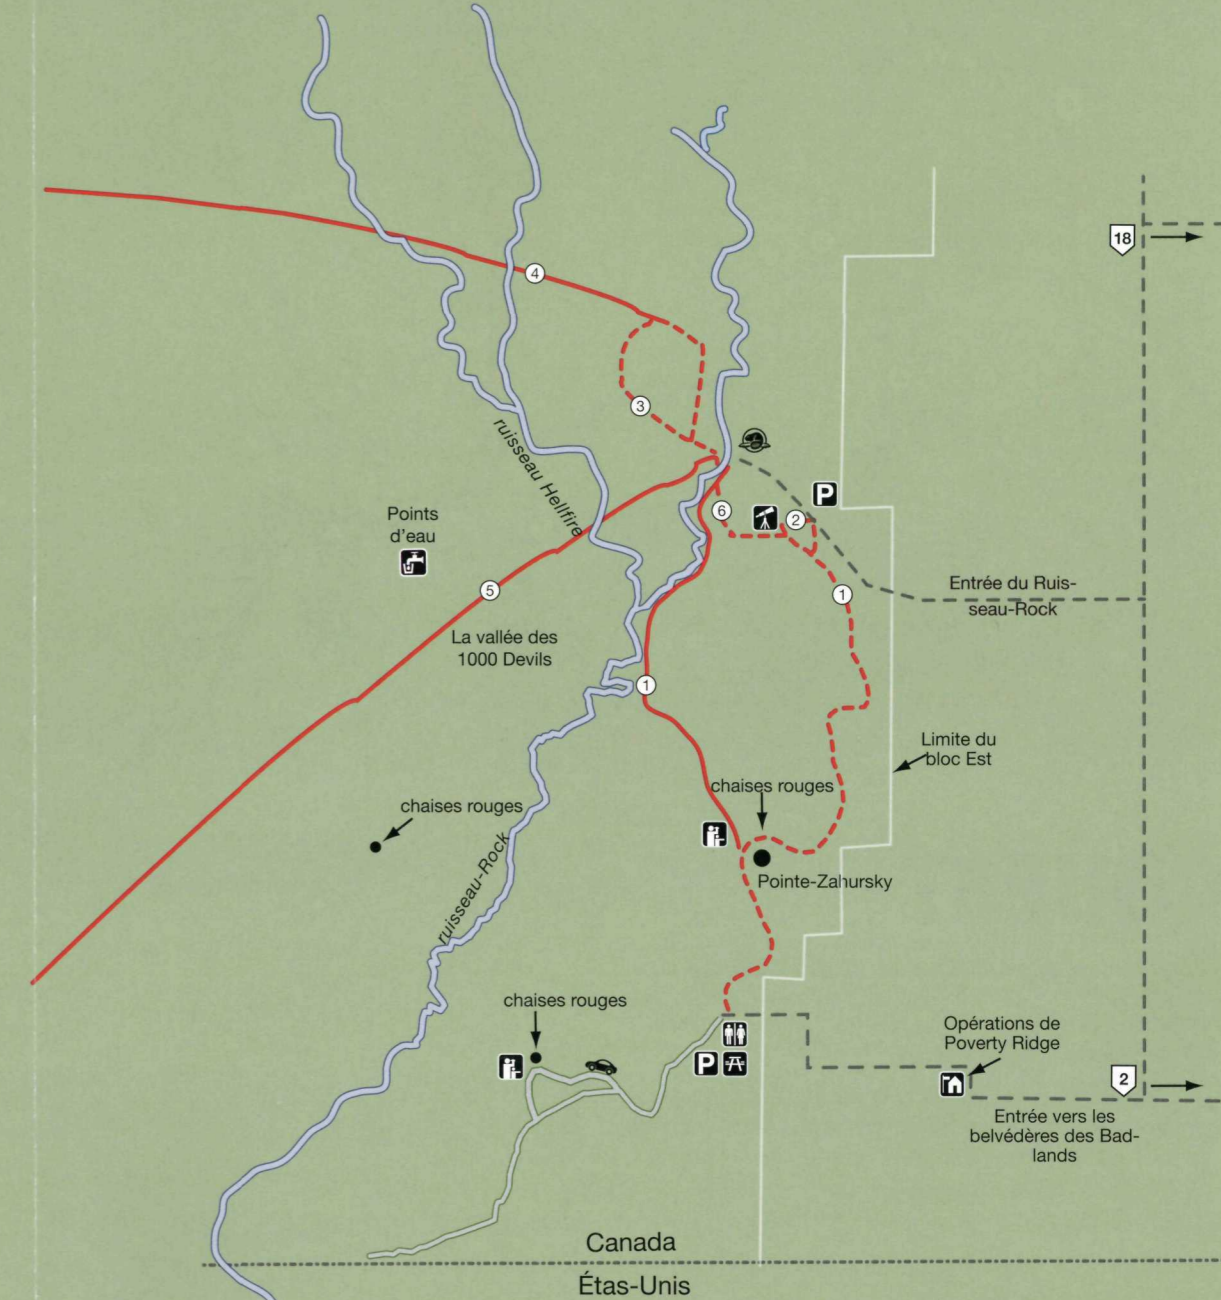 18
4
3
P
6
2
ruisseau Hellfire
Points
d'eau
5
1
Entrée du Ruis-
seau-Rock
La vallée des
1000 Devils
1
Limite du
bloc Est
chaises rouges
chaises rouges
ruisseau-Rock
Pointe-Zahursky
chaises rouges
Opérations de
Poverty Ridge
P
2
Entrée vers les
belvédères des Bad-
lands
Canada
Étas-Unis